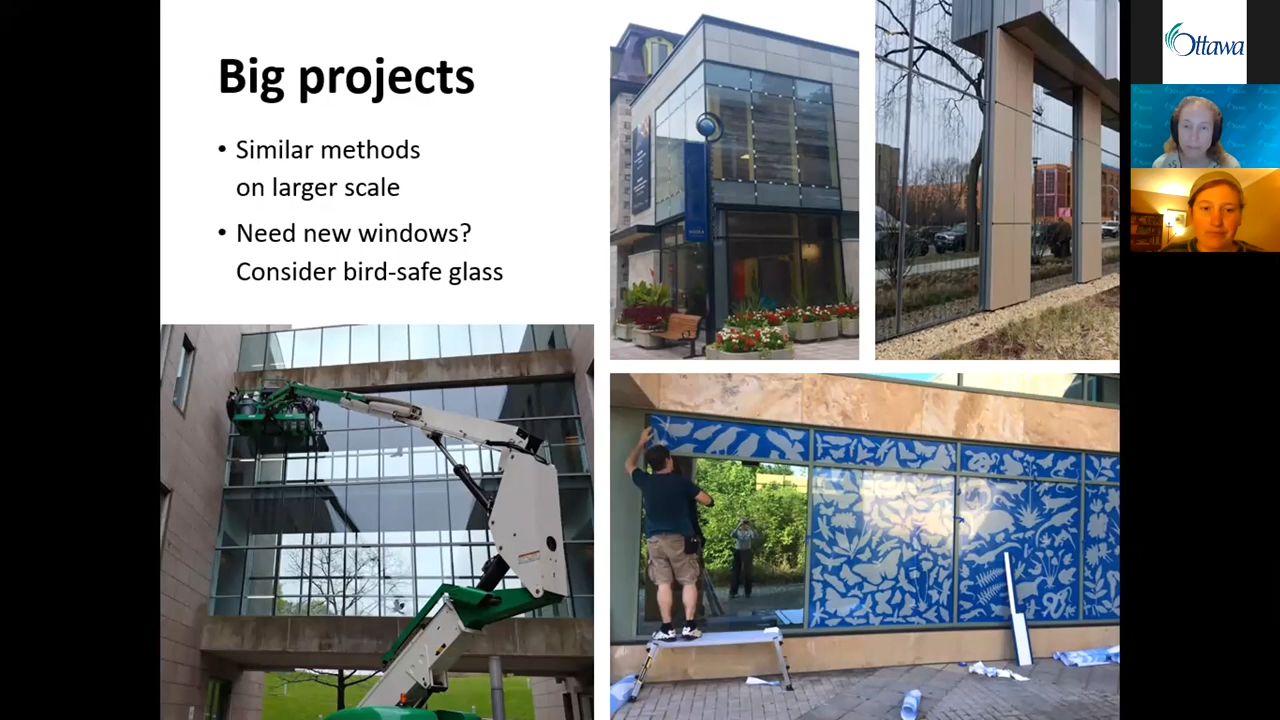 Big projects
• Similar methods
on larger scale
• Need new windows?
Consider bird-safe glass
Ottawa